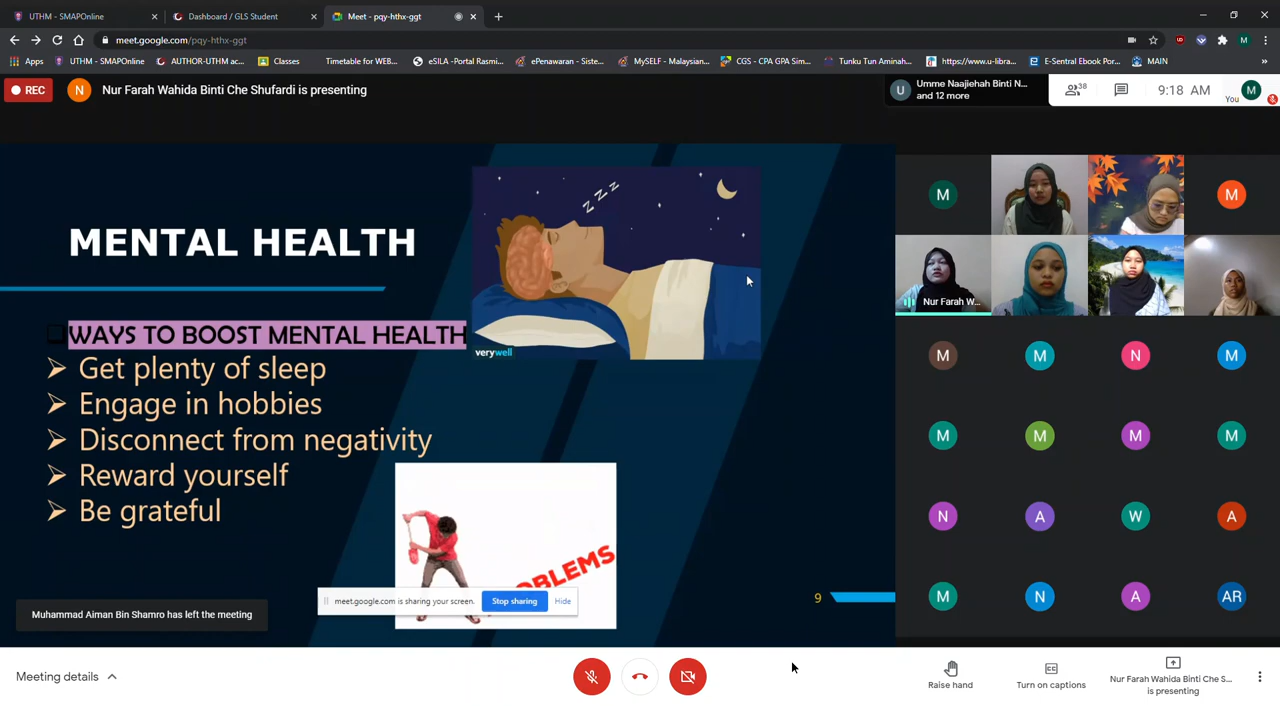 UTHM - SMAPOnline
Dashboard / GLS Student
Meet - pqy-hthx-ggt
meet.google.com/pqy-hthx-ggt
M
Apps
UTHM - SMAPOnline
AUTHOR-UTHM ac...
Classes
Timetable for WEB...
eSILA -Portal Rasmi...
ePenawaran - Siste...
MySELF - Malaysian...
CGS - CPA GPA Sim...
Tunku Tun Aminah...
https://www.u-libra...
E-Sentral Ebook Por...
MAIN
REC
N
Nur Farah Wahida Binti Che Shufardi is presenting
U
Umme Naajiehah Binti N...
and 12 more
38
9:18 AM
You
M
MENTAL HEALTH
WAYS TO BOOST MENTAL HEALTH
Get plenty of sleep
Engage in hobbies
Disconnect from negativity
Reward yourself
Be grateful
zzz
verywell
OBLEMS
meet.google.com is sharing your screen.
Stop sharing
Hide
9
Muhammad Aiman Bin Shamro has left the meeting
M
M
Nur Farah W...
M
M
N
M
M
M
M
M
N
A
W
A
M
N
A
AR
Meeting details
Raise hand
CC
Turn on captions
Nur Farah Wahida Binti Che S...
is presenting